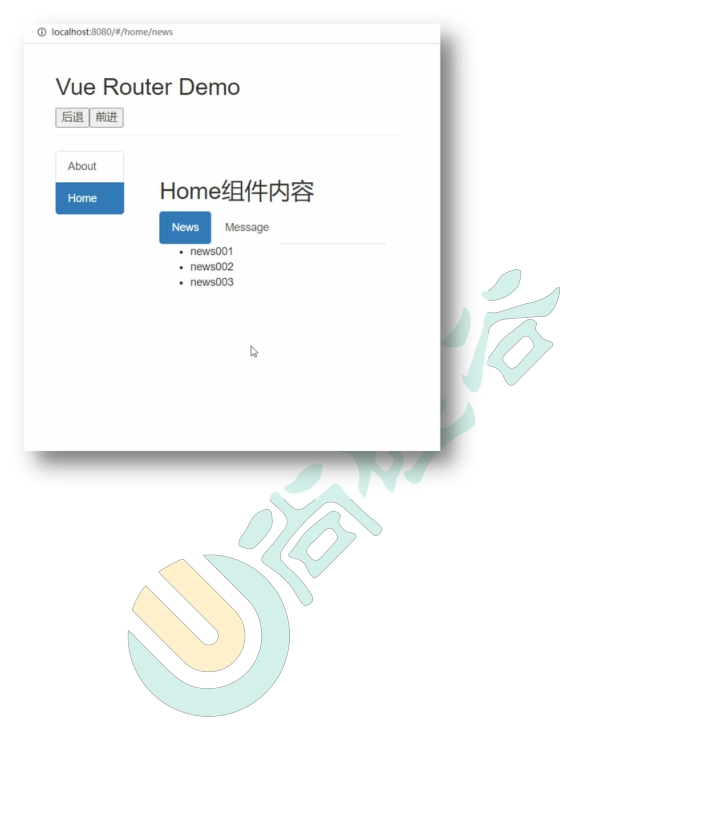 localhost:8080/#/home/news
Vue Router Demo
后退 前进
About
Home
Home组件内容
News Message
news001
news002
news003
尚硅谷